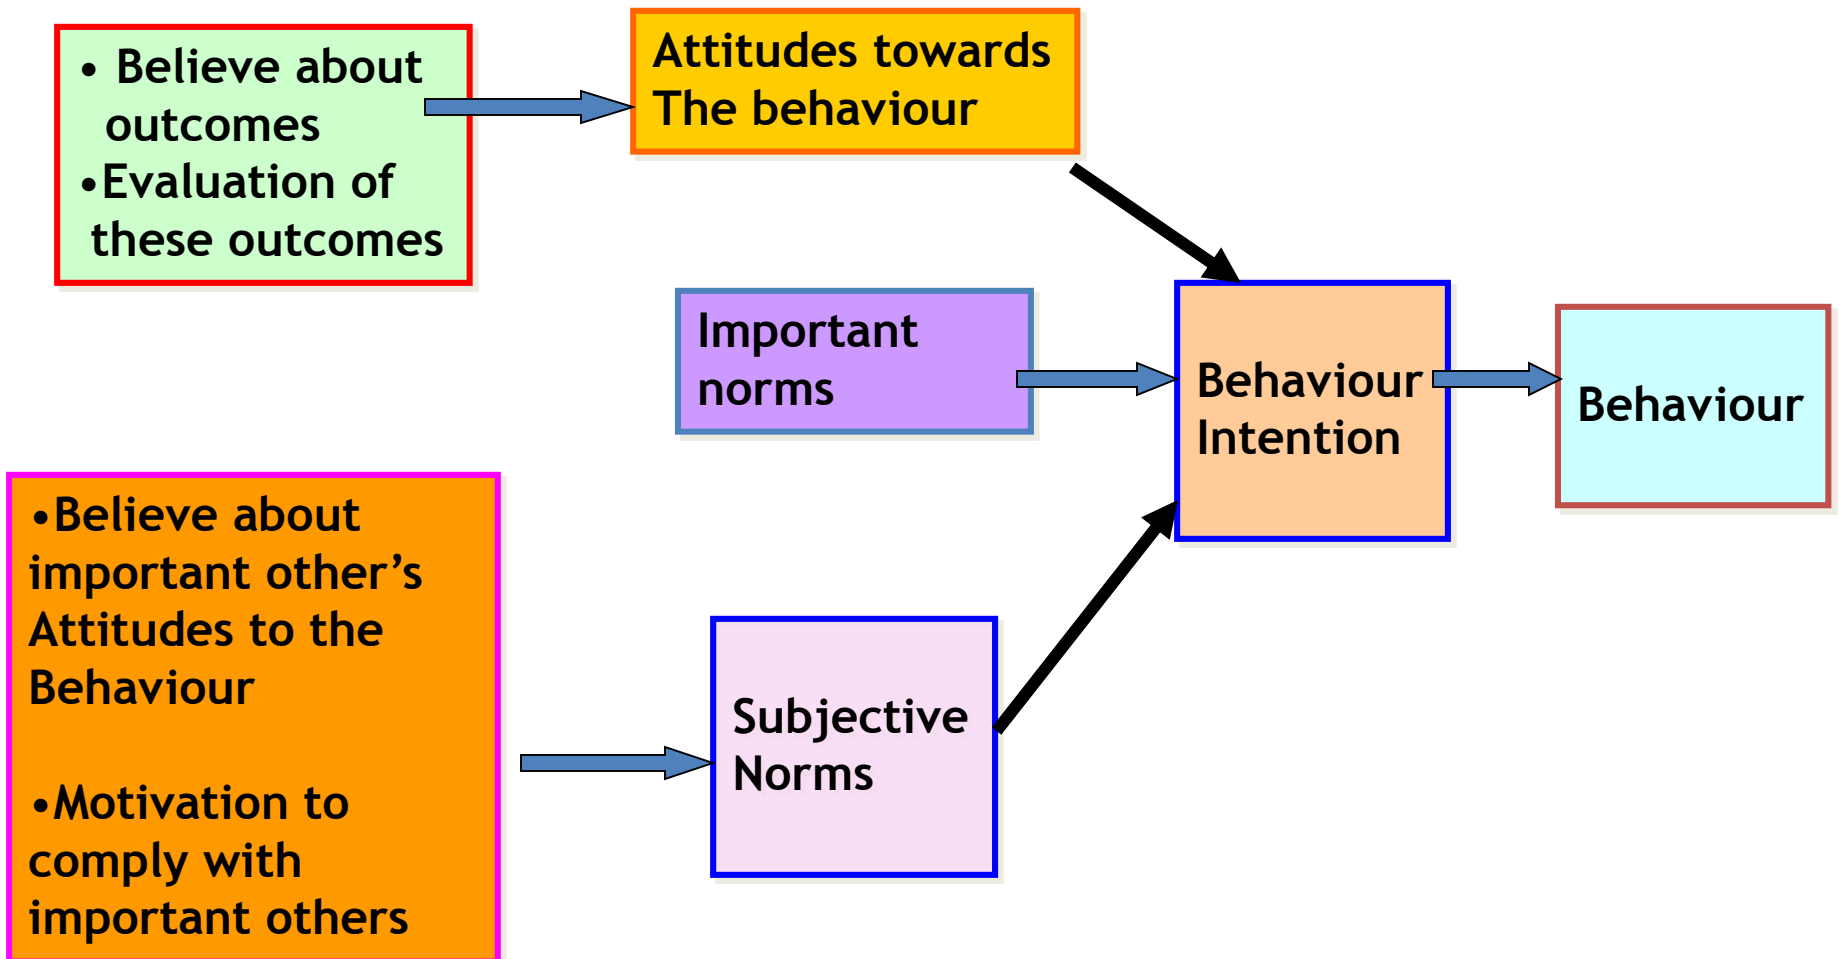 • Believe about
outcomes
•Evaluation of
these outcomes
Attitudes towards
The behaviour
Important
norms
Behaviour
Intention
Behaviour
•Believe about
important other’s
Attitudes to the
Behaviour
•Motivation to
comply with
important others
Subjective
Norms